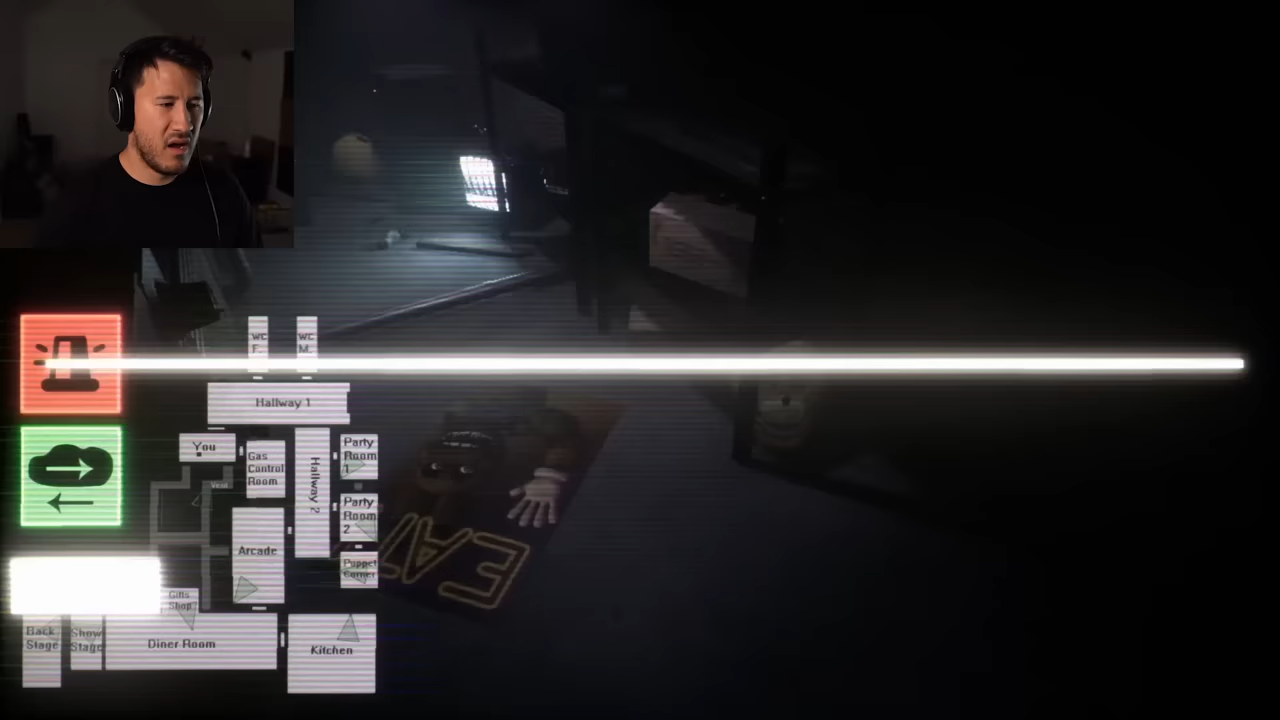 WC
F.
WC
M.
Hallway 1
You
Gas
Control
Room
Hallway 2
Party
Room
1
Vent
Party
Room
2
Arcade
Puppet
Corner
Gifts
Shop
Back
Stage
Show
Stage
Diner Room
Kitchen
EAT